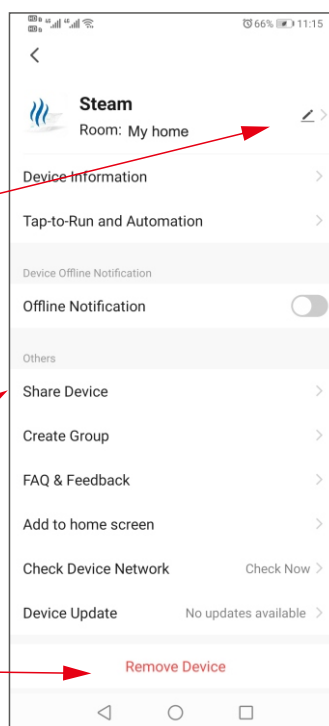 66% 11:15
Steam
Room: My home
Device Information
Tap-to-Run and Automation
Device Offline Notification
Offline Notification
Others
Share Device
Create Group
FAQ & Feedback
Add to home screen
Check Device Network Check Now
Device Update No updates available
Remove Device